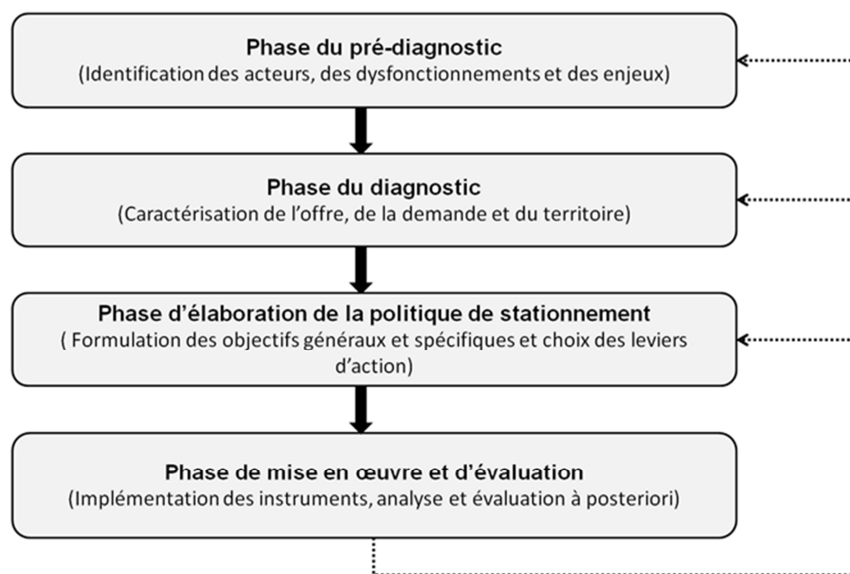 Phase du pré-diagnostic
(Identification des acteurs, des dysfonctionnements et des enjeux)
Phase du diagnostic
(Caractérisation de l'offre, de la demande et du territoire)
Phase d'élaboration de la politique de stationnement
( Formulation des objectifs généraux et spécifiques et choix des leviers
d'action)
Phase de mise en œuvre et d'évaluation
(Implémentation des instruments, analyse et évaluation à posteriori)